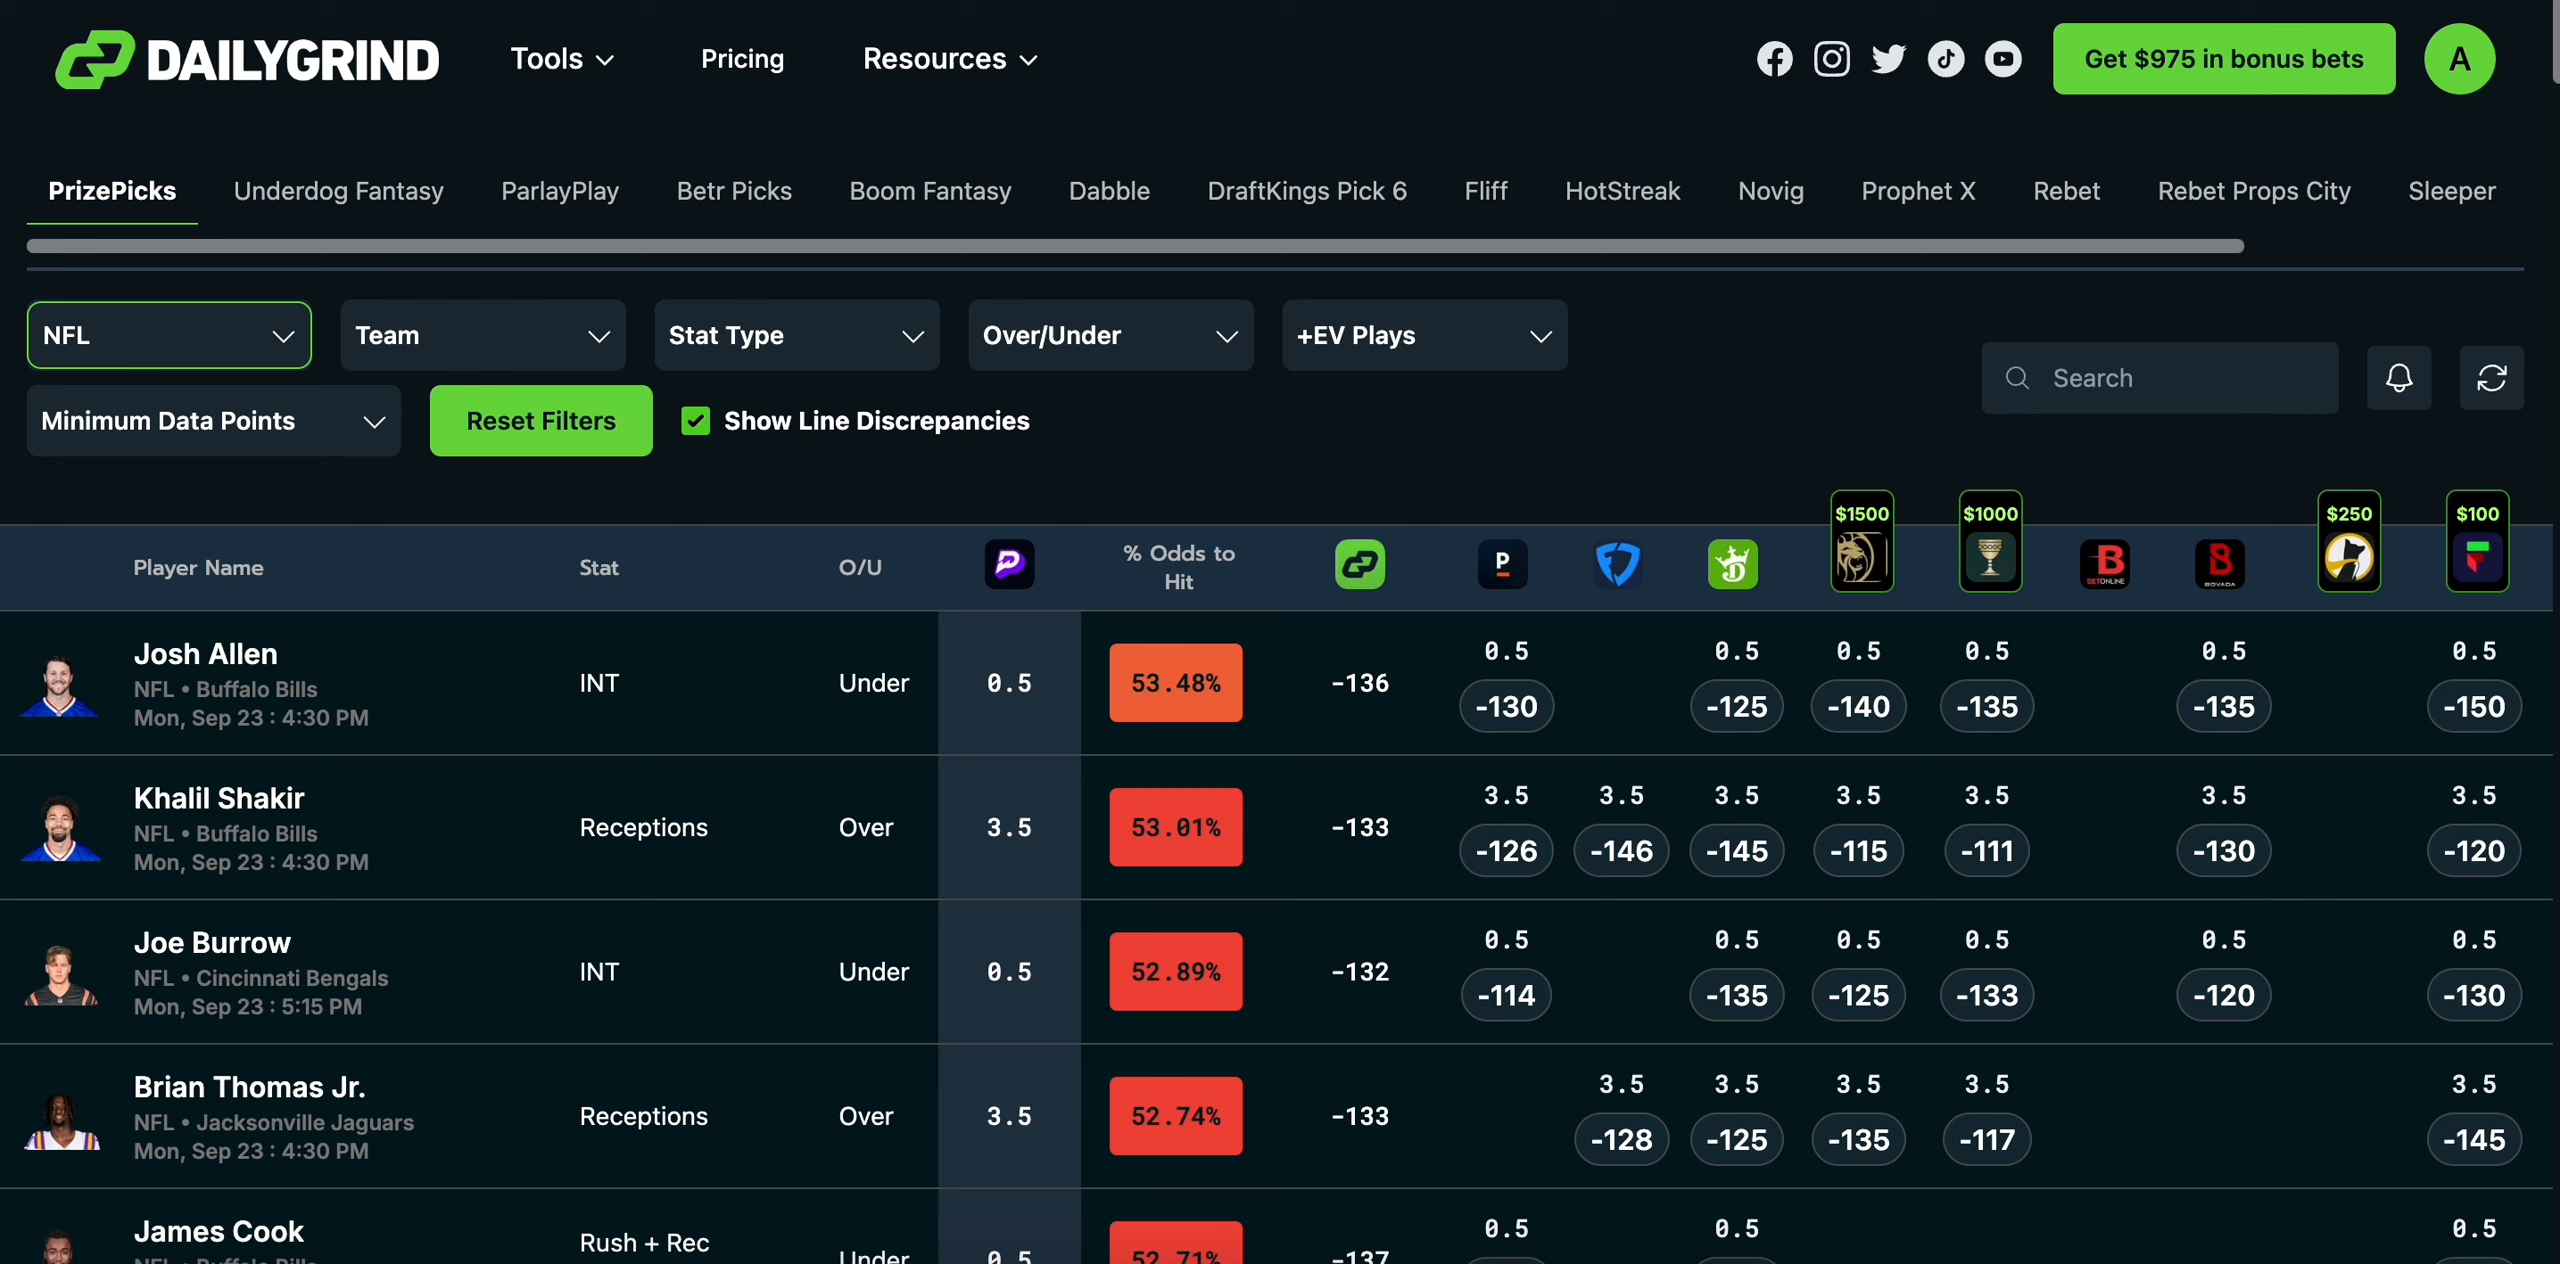 DAILYGRIND Tools Pricing Resources Get $975 in bonus bets A
PrizePicks Underdog Fantasy ParlayPlay Betr Picks Boom Fantasy Dabble DraftKings Pick 6 Fliff HotStreak Novig Prophet X Rebet Rebet Props City Sleeper
NFL Team Stat Type Over/Under +EV Plays
Search
Minimum Data Points Reset Filters Show Line Discrepancies
$1500 $1000 $250 $100
Player Name Stat O/U P % Odds to P B B
Hit BETONLINE BOVADA
Josh Allen 0.5 0.5 0.5 0.5 0.5 0.5
NFL • Buffalo Bills INT Under 0.5 53.48% -136
Mon, Sep 23 : 4:30 PM -130 -125 -140 -135 -135 -150
Khalil Shakir 3.5 3.5 3.5 3.5 3.5 3.5 3.5
NFL • Buffalo Bills Receptions Over 3.5 53.01% -133
Mon, Sep 23 : 4:30 PM -126 -146 -145 -115 -111 -130 -120
Joe Burrow 0.5 0.5 0.5 0.5 0.5 0.5
NFL • Cincinnati Bengals INT Under 0.5 52.89% -132
Mon, Sep 23 : 5:15 PM -114 -135 -125 -133 -120 -130
Brian Thomas Jr. 3.5 3.5 3.5 3.5 3.5
NFL • Jacksonville Jaguars Receptions Over 3.5 52.74% -133
Mon, Sep 23 : 4:30 PM -128 -125 -135 -117 -145
James Cook Rush + Rec 0.5 0.5 0.5
NFL • Buffalo Bills Under 0.5 52.71% -137